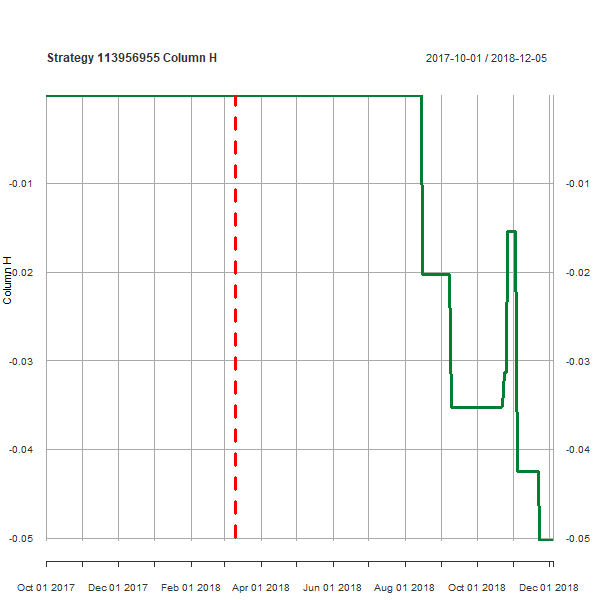 Strategy 113956955 Column H
2017-10-01 / 2018-12-05
-0.01 -0.01
-0.02 -0.02
-0.03 -0.03
-0.04 -0.04
-0.05 -0.05
Column H
Oct 01 2017 Dec 01 2017 Feb 01 2018 Apr 01 2018 Jun 01 2018 Aug 01 2018 Oct 01 2018 Dec 01 2018